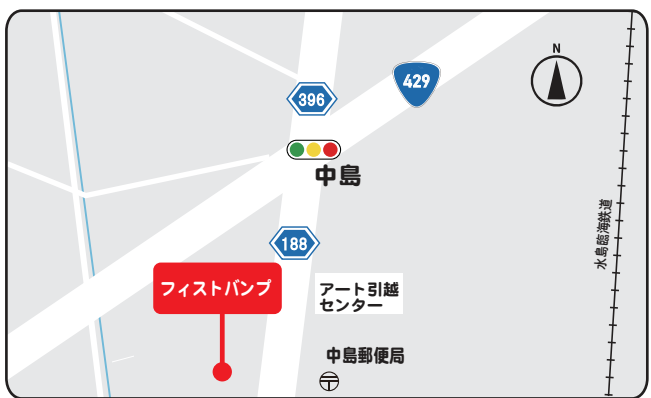 N
429
396
中島
水島臨海鉄道
188
フィストバンプ
アート引越
センター
中島郵便局
〒